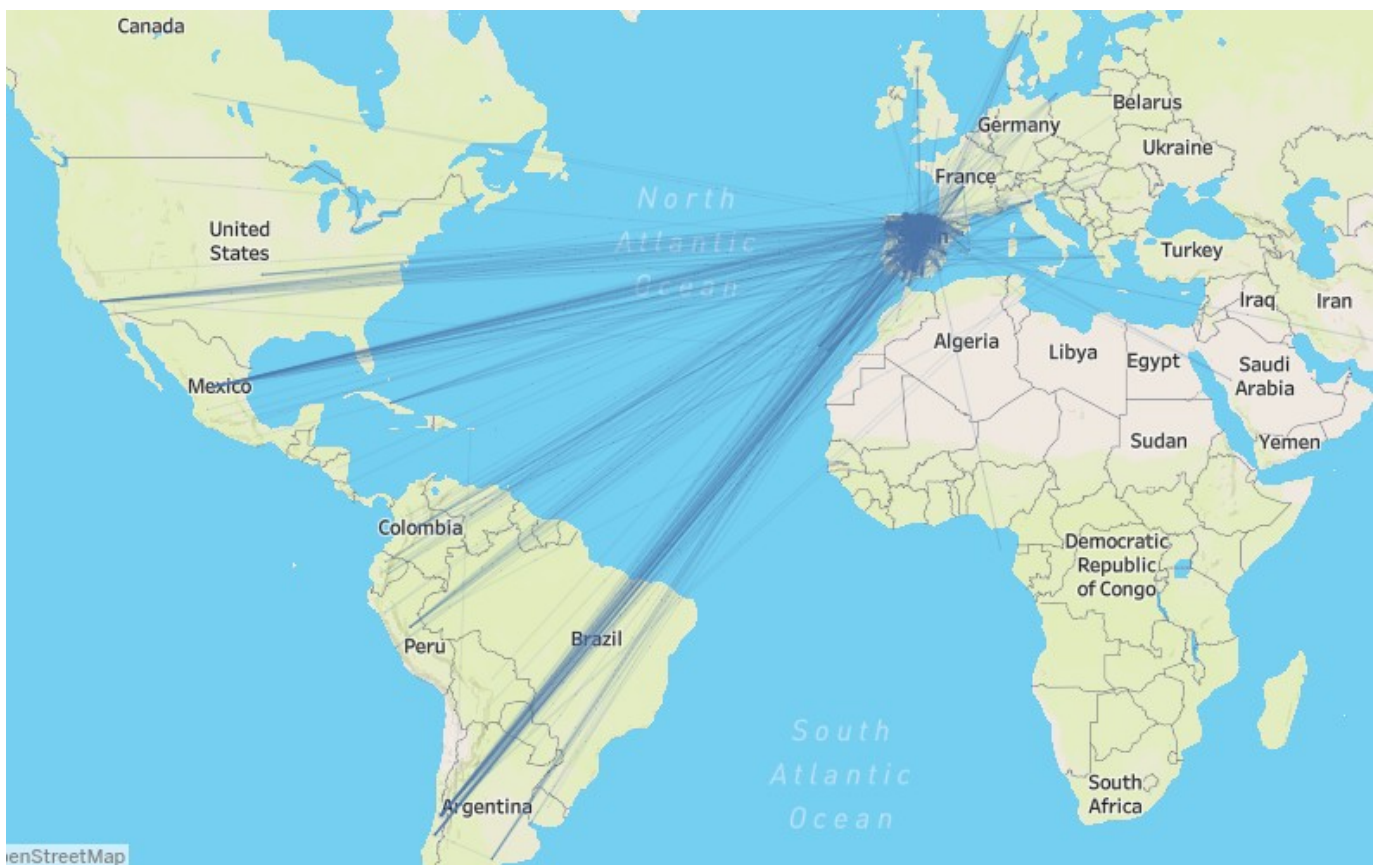 Canada
Belarus
Germany
Ukraine
France
North
Atlantic
Ocean
United
States
Turkey
Iraq
Iran
Algeria
Libya
Egypt
Saudi
Arabia
Mexico
Sudan
Yemen
Colombia
Democratic
Republic
of Congo
Peru
Brazil
South
Atlantic
Ocean
Argentina
South
Africa
penStreetMap